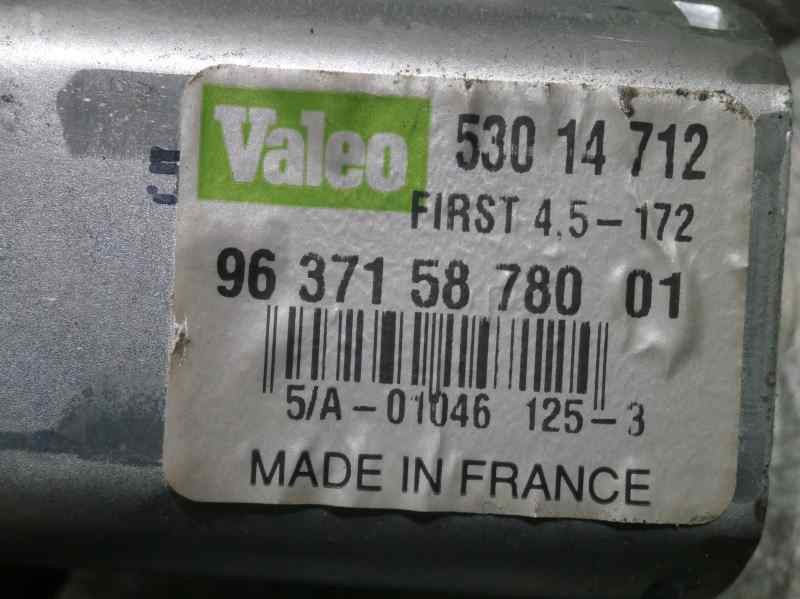 Valeo 530 14 712
FIRST 4.5-172
96 371 58 780 01
5/A-01046 125-3
MADE IN FRANCE